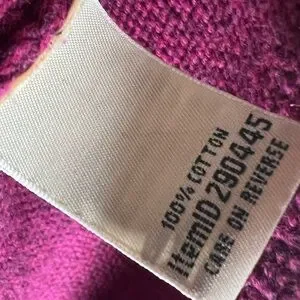 100% COTTON
ItemID 290445
CARE ON REVERSE